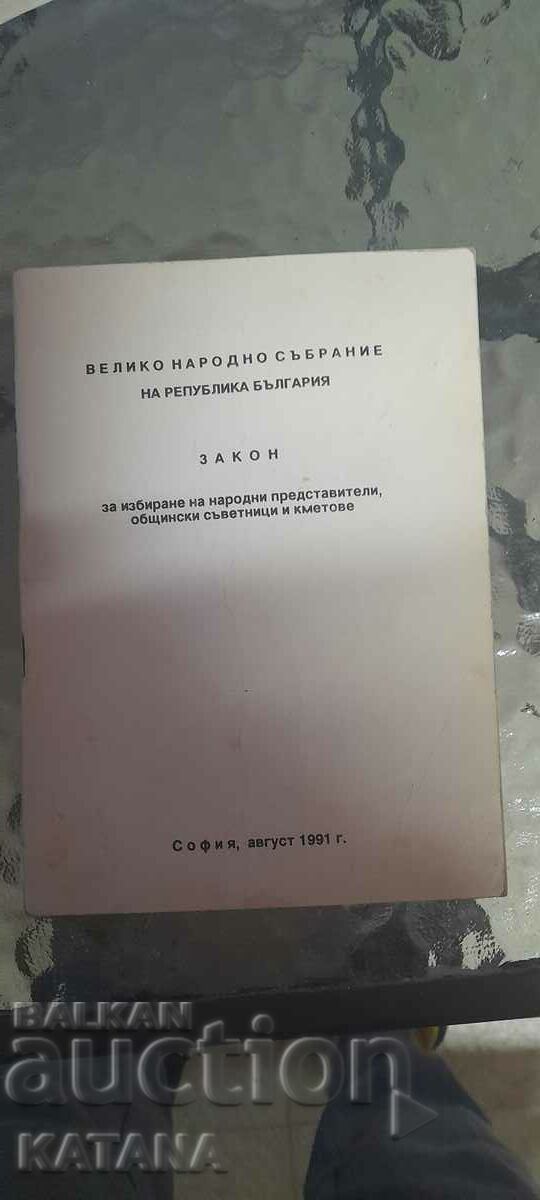 ВЕЛИКО НАРОДНО СЪБРАНИЕ
НА РЕПУБЛИКА БЪЛГАРИЯ
ЗАКОН
за избиране на народни представители,
общински съветници и кметове
София, август 1991 г.
BALKAN
auction
KATANA